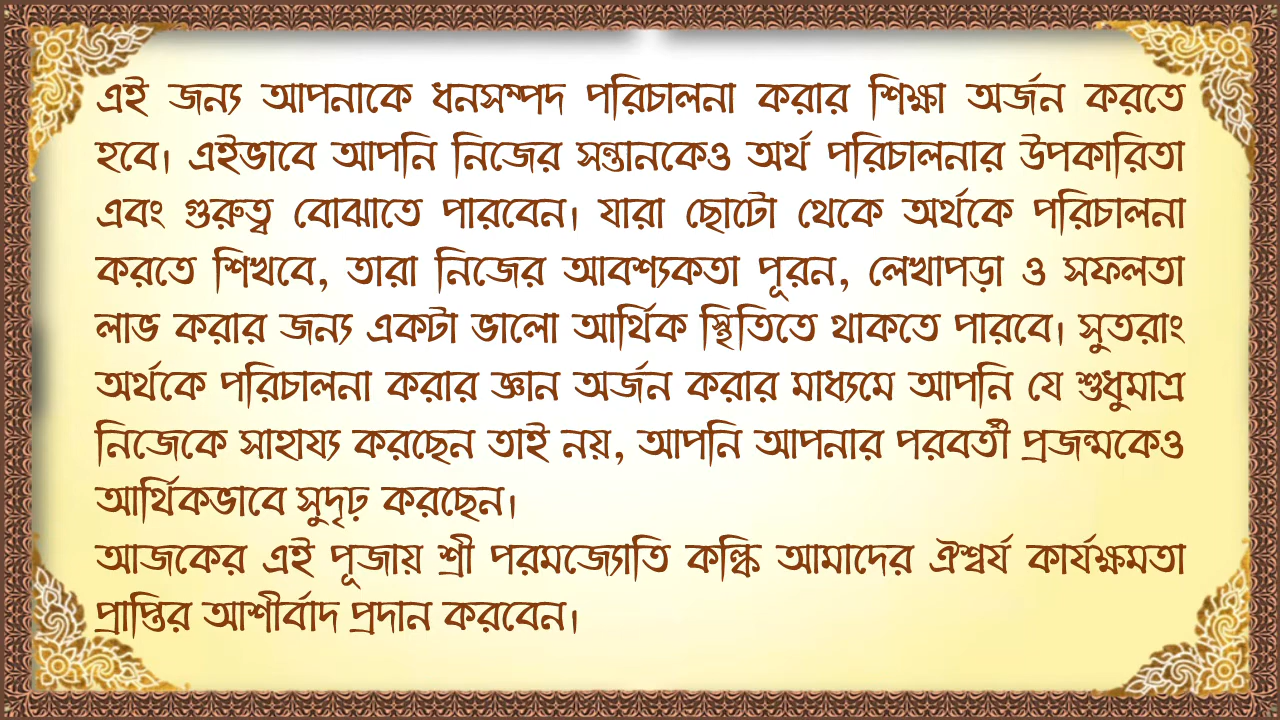 এই জন্য আপনাকে ধনসম্পদ পরিচালনা করার শিক্ষা অর্জন করতে
হবে। এইভাবে আপনি নিজের সন্তানকেও অর্থ পরিচালনার উপকারিতা
এবং গুরুত্ব বোঝাতে পারবেন। যারা ছোটো থেকে অর্থকে পরিচালনা
করতে শিখবে, তারা নিজের আবশ্যকতা পূরন, লেখাপড়া ও সফলতা
লাভ করার জন্য একটা ভালো আর্থিক স্থিতিতে থাকতে পারবে। সুতরাং
অর্থকে পরিচালনা করার জ্ঞান অর্জন করার মাধ্যমে আপনি যে শুধুমাত্র
নিজেকে সাহায্য করছেন তাই নয়, আপনি আপনার পরবর্তী প্রজন্মকেও
আর্থিকভাবে সুদৃঢ় করছেন।
আজকের এই পূজায় শ্রী পরমজ্যোতি কল্কি আমাদের ঐশ্বর্য কার্যক্ষমতা
প্রাপ্তির আশীর্বাদ প্রদান করবেন।